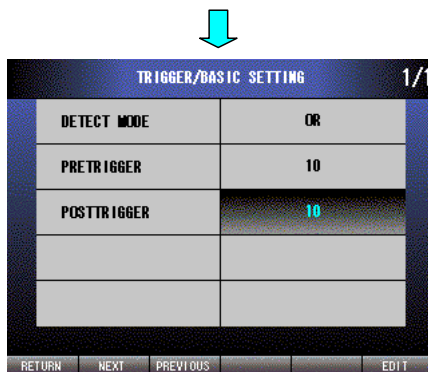 TRIGGER/BASIC SETTING 1/1
DETECT MODE OR
PRETRIGGER 10
POSTTRIGGER 10
RETURN NEXT PREVIOUS EDIT